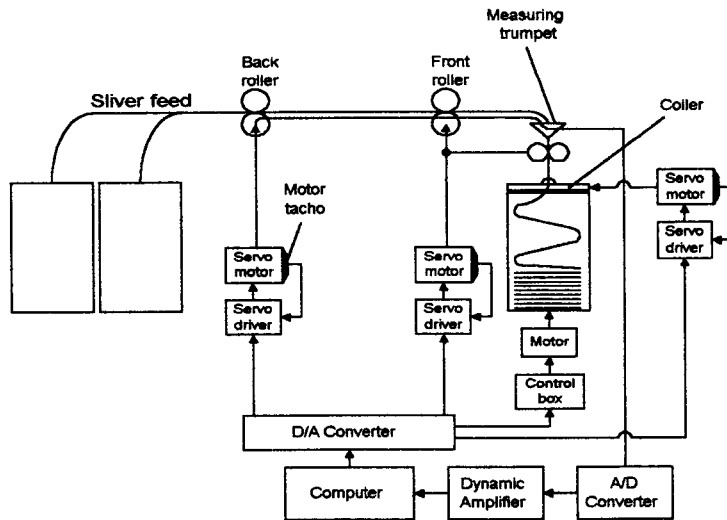 Measuring
trumpet
Back
roller
Front
roller
Sliver feed
Coiler
Motor
tacho
Servo
motor
Servo
driver
Servo
motor
Servo
driver
Servo
motor
Servo
driver
Motor
Control
box
D/A Converter
Computer
Dynamic
Amplifier
A/D
Converter